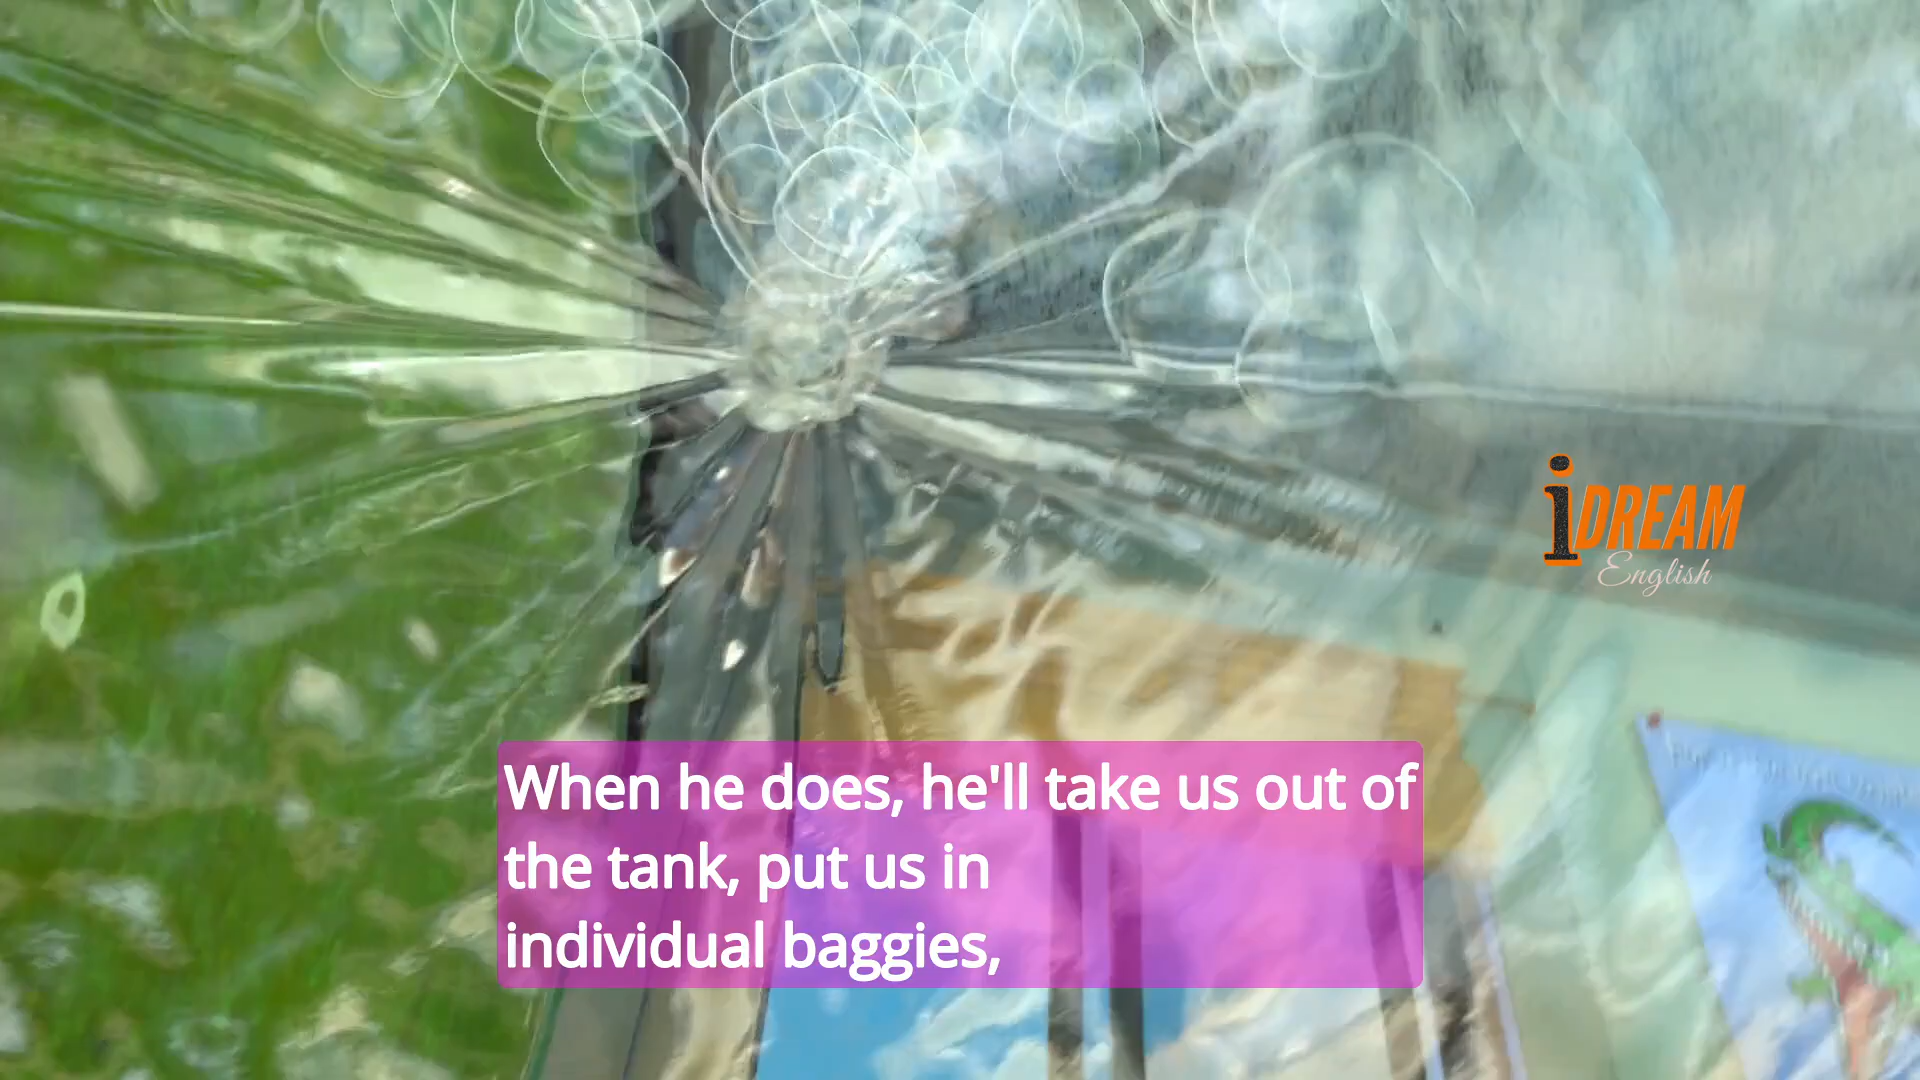 iDREAM
English
When he does, he'll take us out of
the tank, put us in
individual baggies,